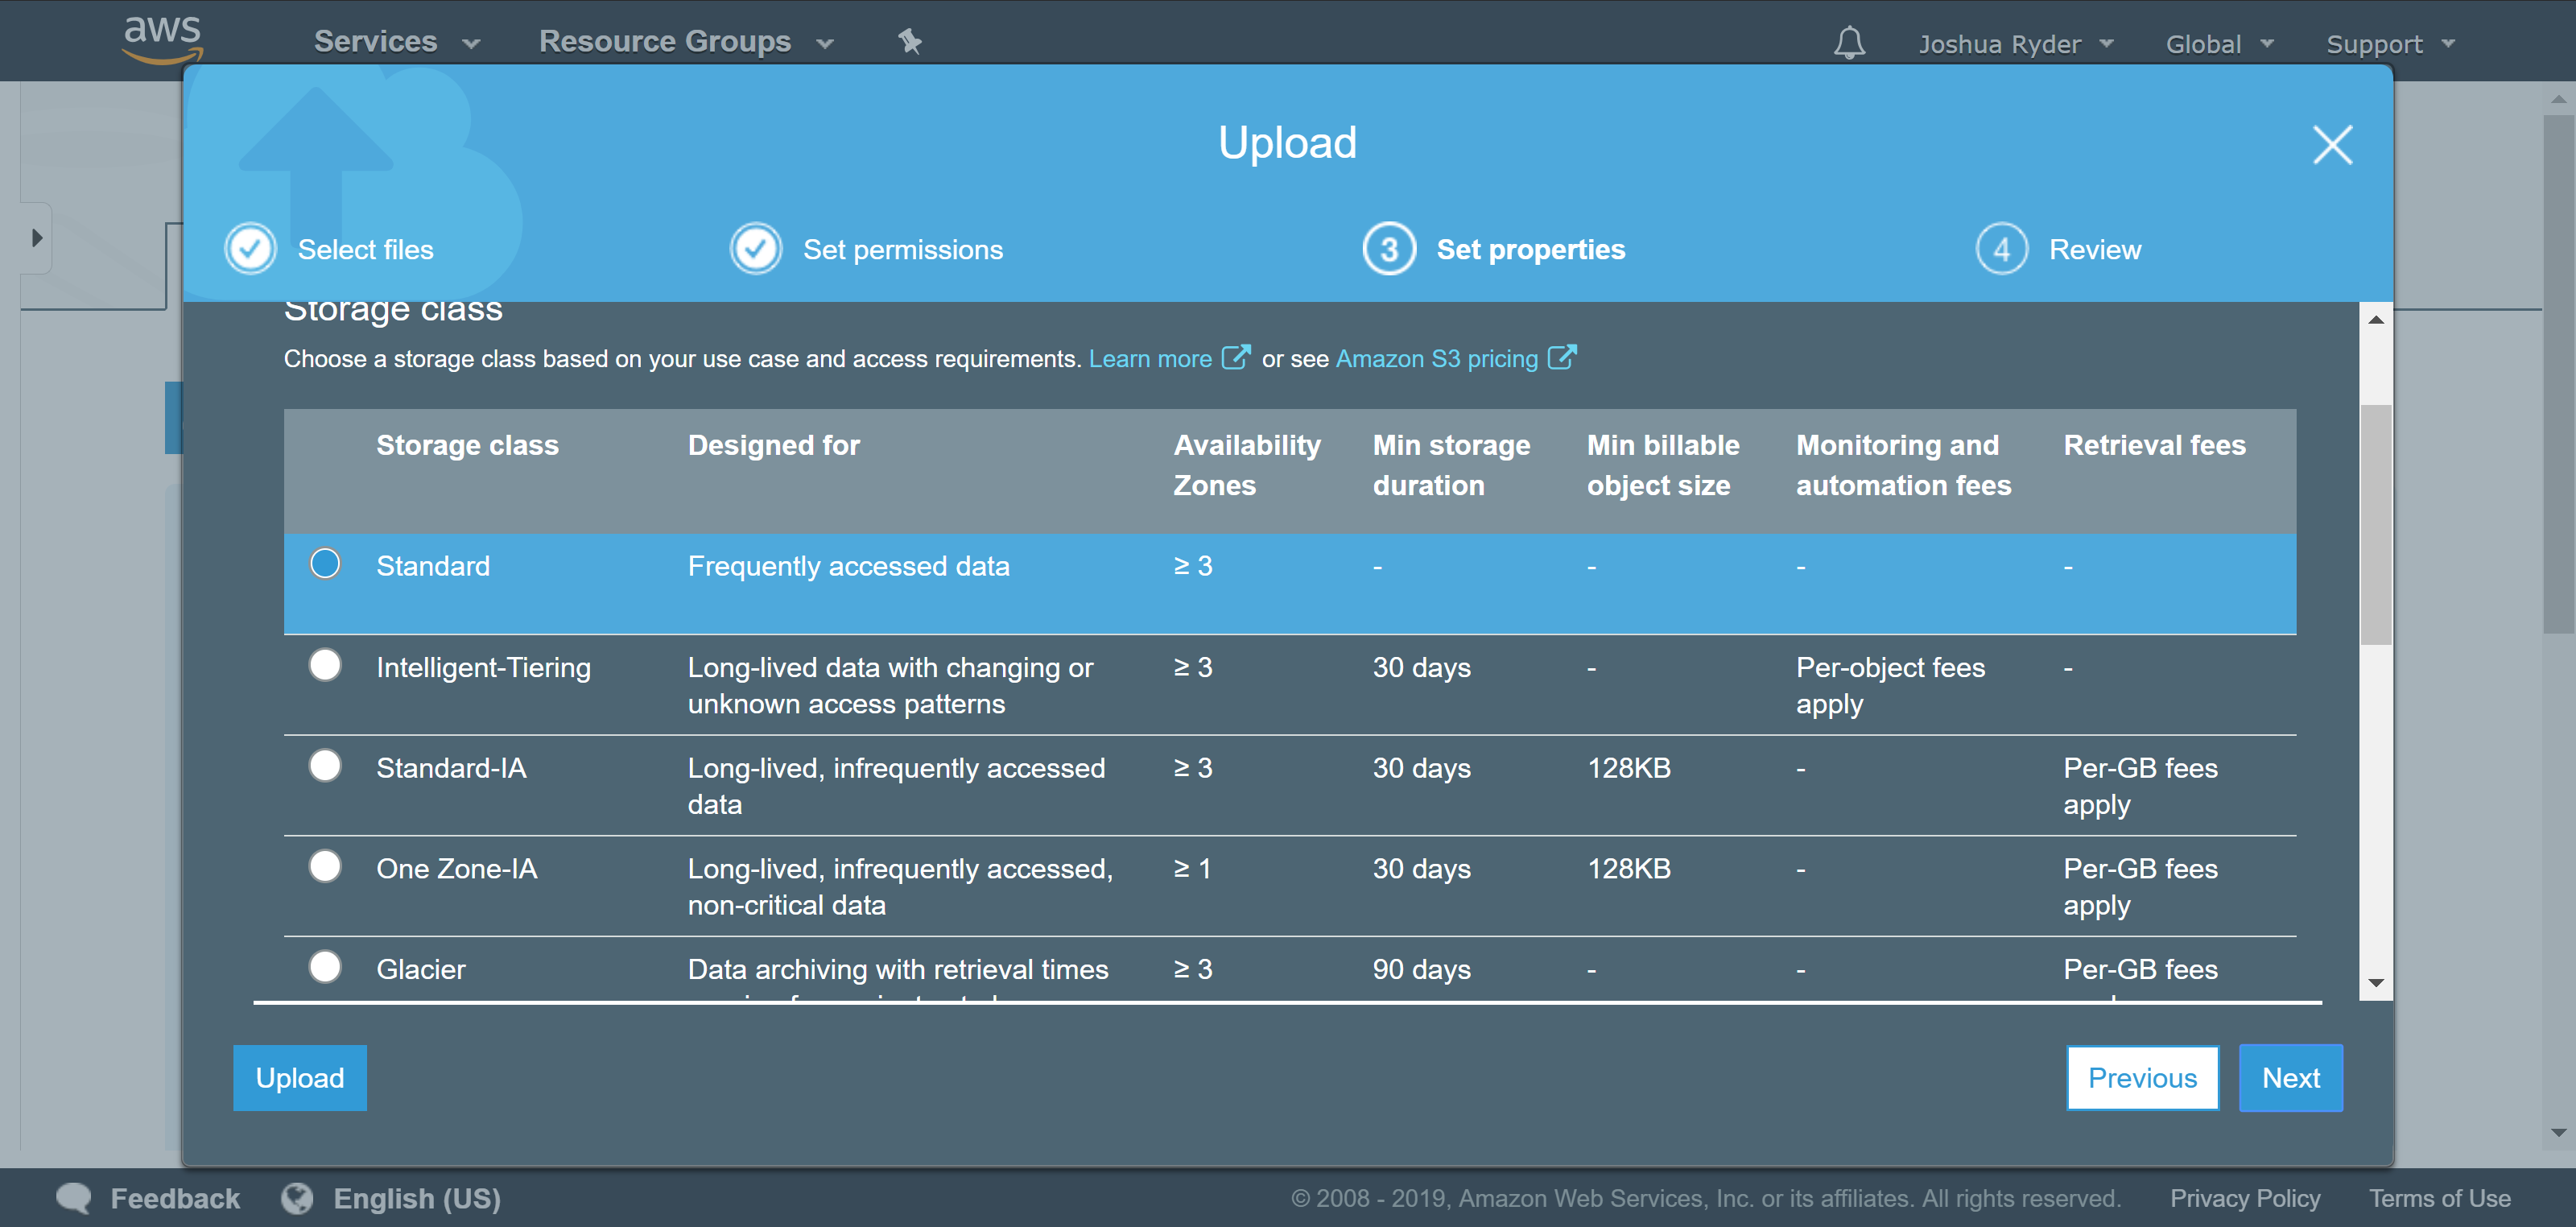 aws Services Resource Groups Joshua Ryder Global Support
Upload
Select files Set permissions 3 Set properties 4 Review
Storage class
Choose a storage class based on your use case and access requirements. Learn more or see Amazon S3 pricing
Storage class Designed for Availability Min storage Min billable Monitoring and Retrieval fees
Zones duration object size automation fees
Standard Frequently accessed data ≥ 3 - - - -
Intelligent-Tiering Long-lived data with changing or ≥ 3 30 days - Per-object fees -
unknown access patterns apply
Standard-IA Long-lived, infrequently accessed ≥ 3 30 days 128KB - Per-GB fees
data apply
One Zone-IA Long-lived, infrequently accessed, ≥ 1 30 days 128KB - Per-GB fees
non-critical data apply
Glacier Data archiving with retrieval times ≥ 3 90 days - - Per-GB fees
Upload Previous Next
Feedback English (US) © 2008 - 2019, Amazon Web Services, Inc. or its affiliates. All rights reserved. Privacy Policy Terms of Use